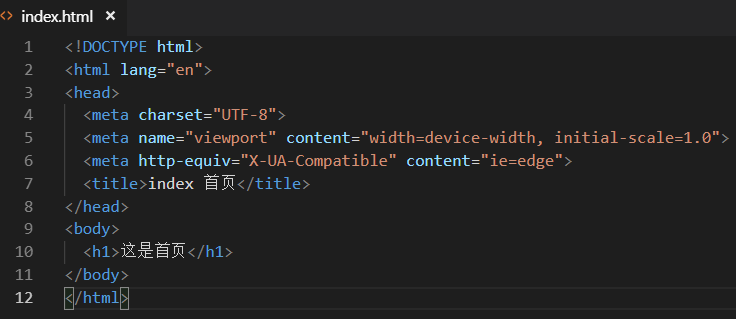 index.html
1 <!DOCTYPE html>
2 <html lang="en">
3 <head>
4 <meta charset="UTF-8">
5 <meta name="viewport" content="width=device-width, initial-scale=1.0">
6 <meta http-equiv="X-UA-Compatible" content="ie=edge">
7 <title>index 首页</title>
8 </head>
9 <body>
10 <h1>这是首页</h1>
11 </body>
12 </html>